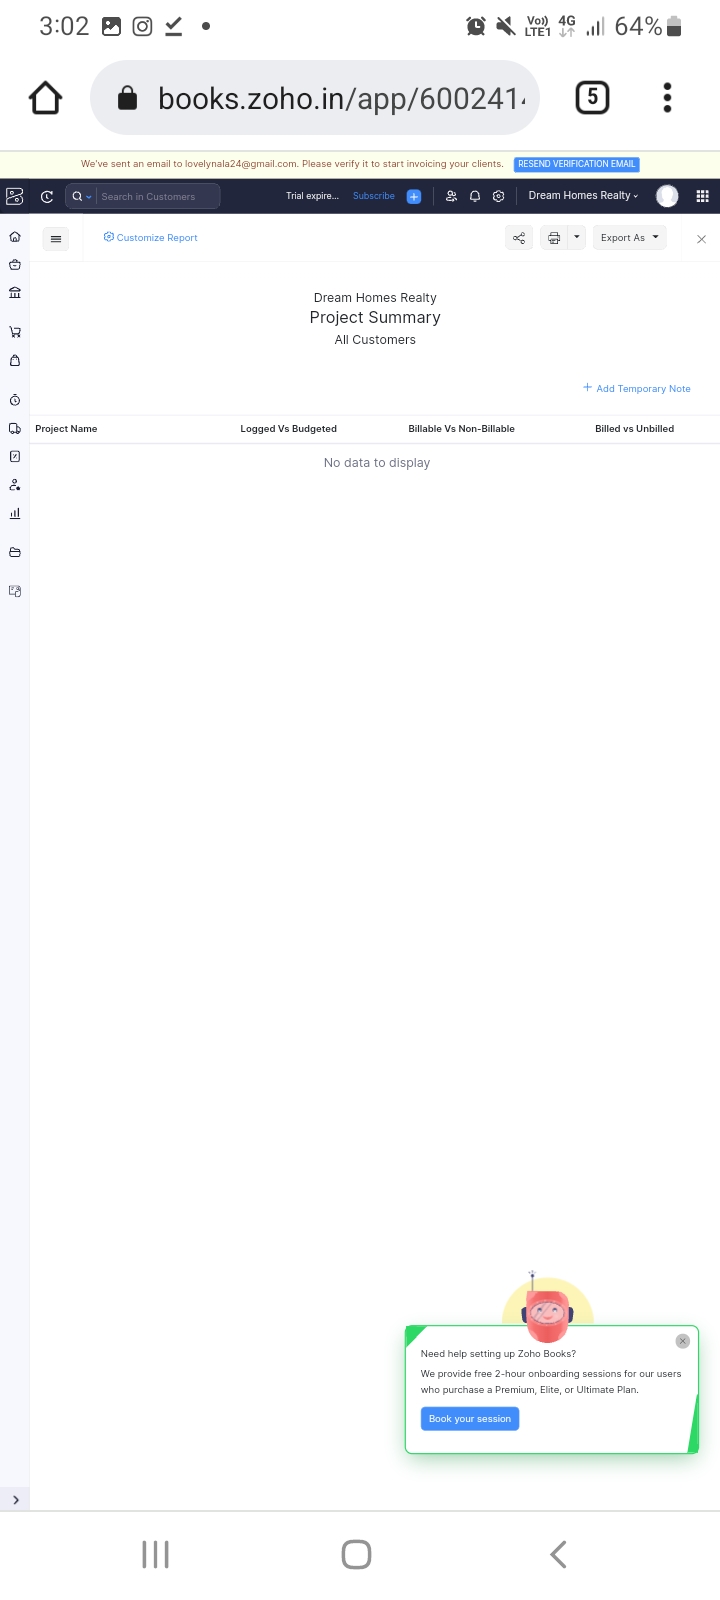 3:02
Vo)) LTE1 4G 64%
books.zoho.in/app/600241
5
We've sent an email to lovelynala24@gmail.com. Please verify it to start invoicing your clients. RESEND VERIFICATION EMAIL
Search in Customers Trial expire... Subscribe Dream Homes Realty
Customize Report Export As
Dream Homes Realty
Project Summary
All Customers
+ Add Temporary Note
Project Name Logged Vs Budgeted Billable Vs Non-Billable Billed vs Unbilled
No data to display
Need help setting up Zoho Books?
We provide free 2-hour onboarding sessions for our users
who purchase a Premium, Elite, or Ultimate Plan.
Book your session